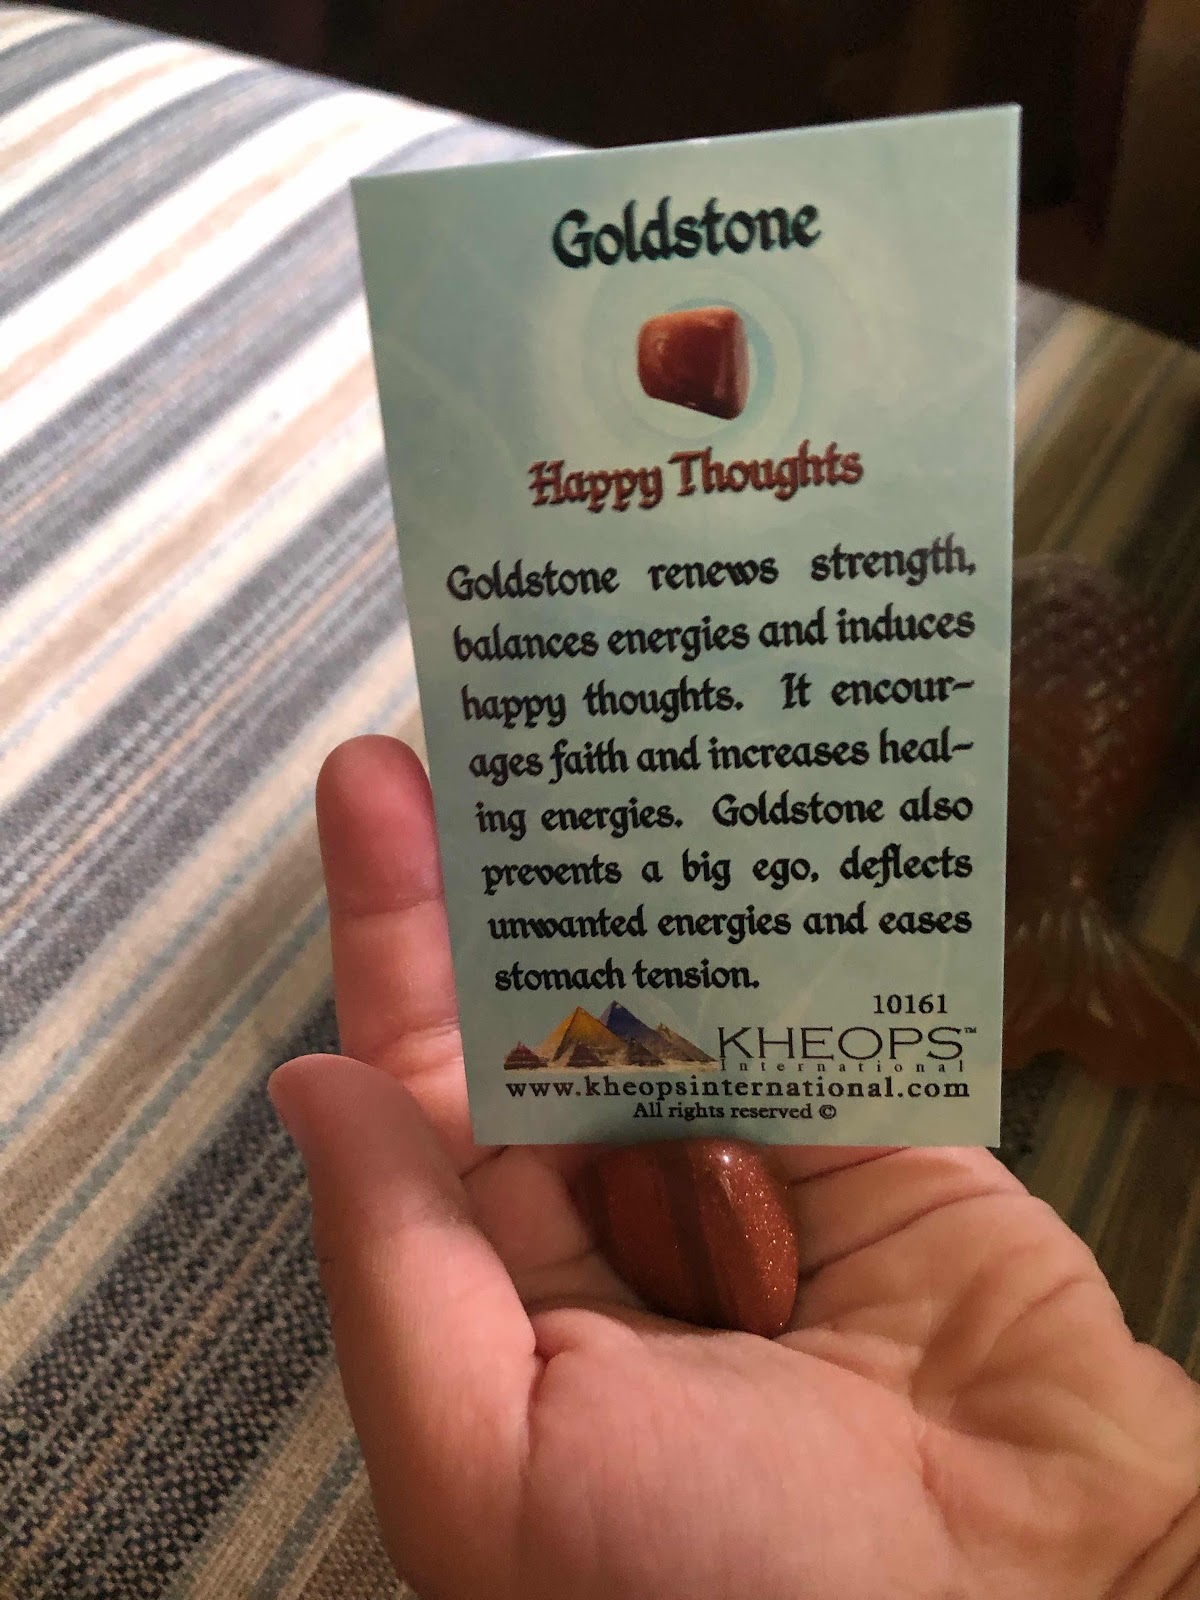 Goldstone
Happy Thoughts
Goldstone renews strength,
balances energies and induces
happy thoughts. It encour-
ages faith and increases heal-
ing energies. Goldstone also
prevents a big ego, deflects
unwanted energies and eases
stomach tension.
10161
KHEOPS™
International
www.kheopsinternational.com
All rights reserved ©